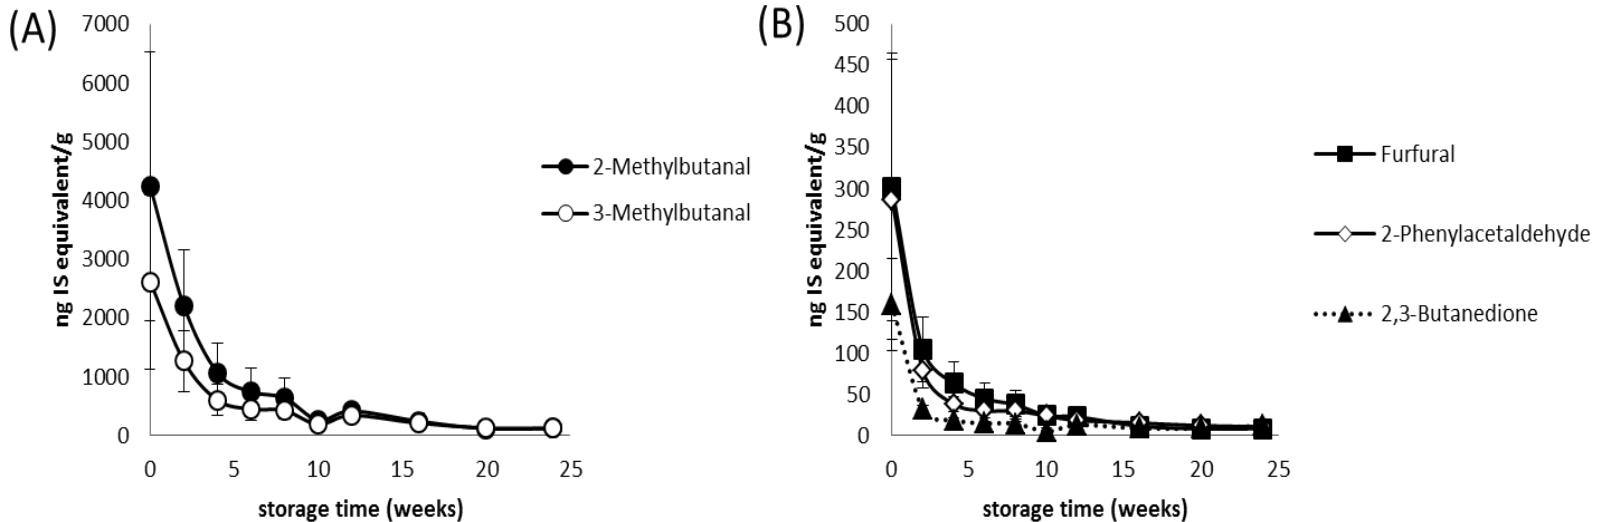 (A)
7000
6000
5000
4000
3000
2000
1000
0
ng IS equivalent/g
0 5 10 15 20 25
storage time (weeks)
2-Methylbutanal
3-Methylbutanal
(B)
500
450
400
350
300
250
200
150
100
50
0
ng IS equivalent/g
0 5 10 15 20 25
storage time (weeks)
Furfural
2-Phenylacetaldehyde
2,3-Butanedione